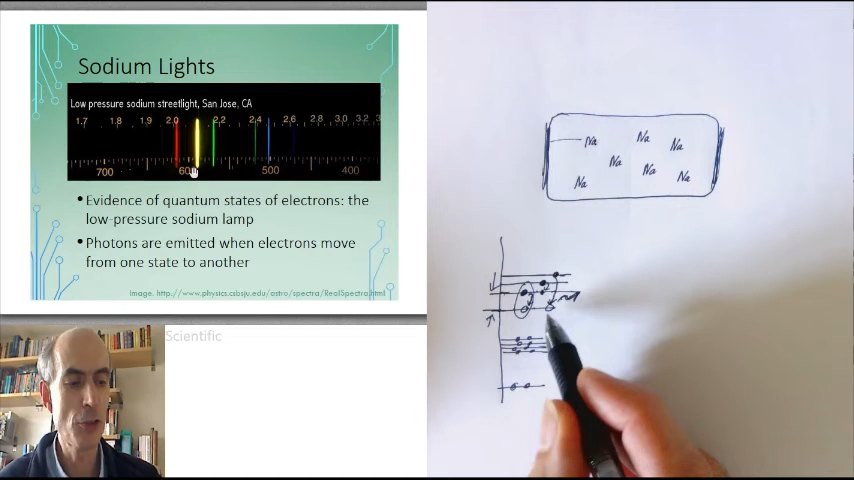 Sodium Lights
Low pressure sodium streetlight, San Jose, CA
1.7 1.8 1.9 2.0 2.2 2.4 2.6 2.8 3.0 3.2 3
700 600 500 400
• Evidence of quantum states of electrons: the
low-pressure sodium lamp
• Photons are emitted when electrons move
from one state to another
Image: http://www.physics.csbsju.edu/astro/spectra/RealSpectra.html
Scientific
Na Na Na
Na Na
Na Na